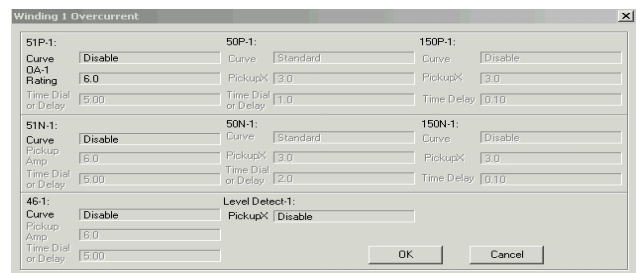 Winding 1 Overcurrent
51P-1:
Curve Disable
OA-1 Rating 6.0
Time Dial or Delay 5.00
50P-1:
Curve Standard
PickupX 3.0
Time Dial or Delay 1.0
150P-1:
Curve Disable
PickupX 3.0
Time Delay 0.10
51N-1:
Curve Disable
Pickup Amp 6.0
Time Dial or Delay 5.00
50N-1:
Curve Standard
PickupX 3.0
Time Dial or Delay 2.0
150N-1:
Curve Disable
PickupX 3.0
Time Delay 0.10
46-1:
Curve Disable
Pickup Amp 6.0
Time Dial or Delay 5.00
Level Detect-1:
PickupX Disable
OK
Cancel